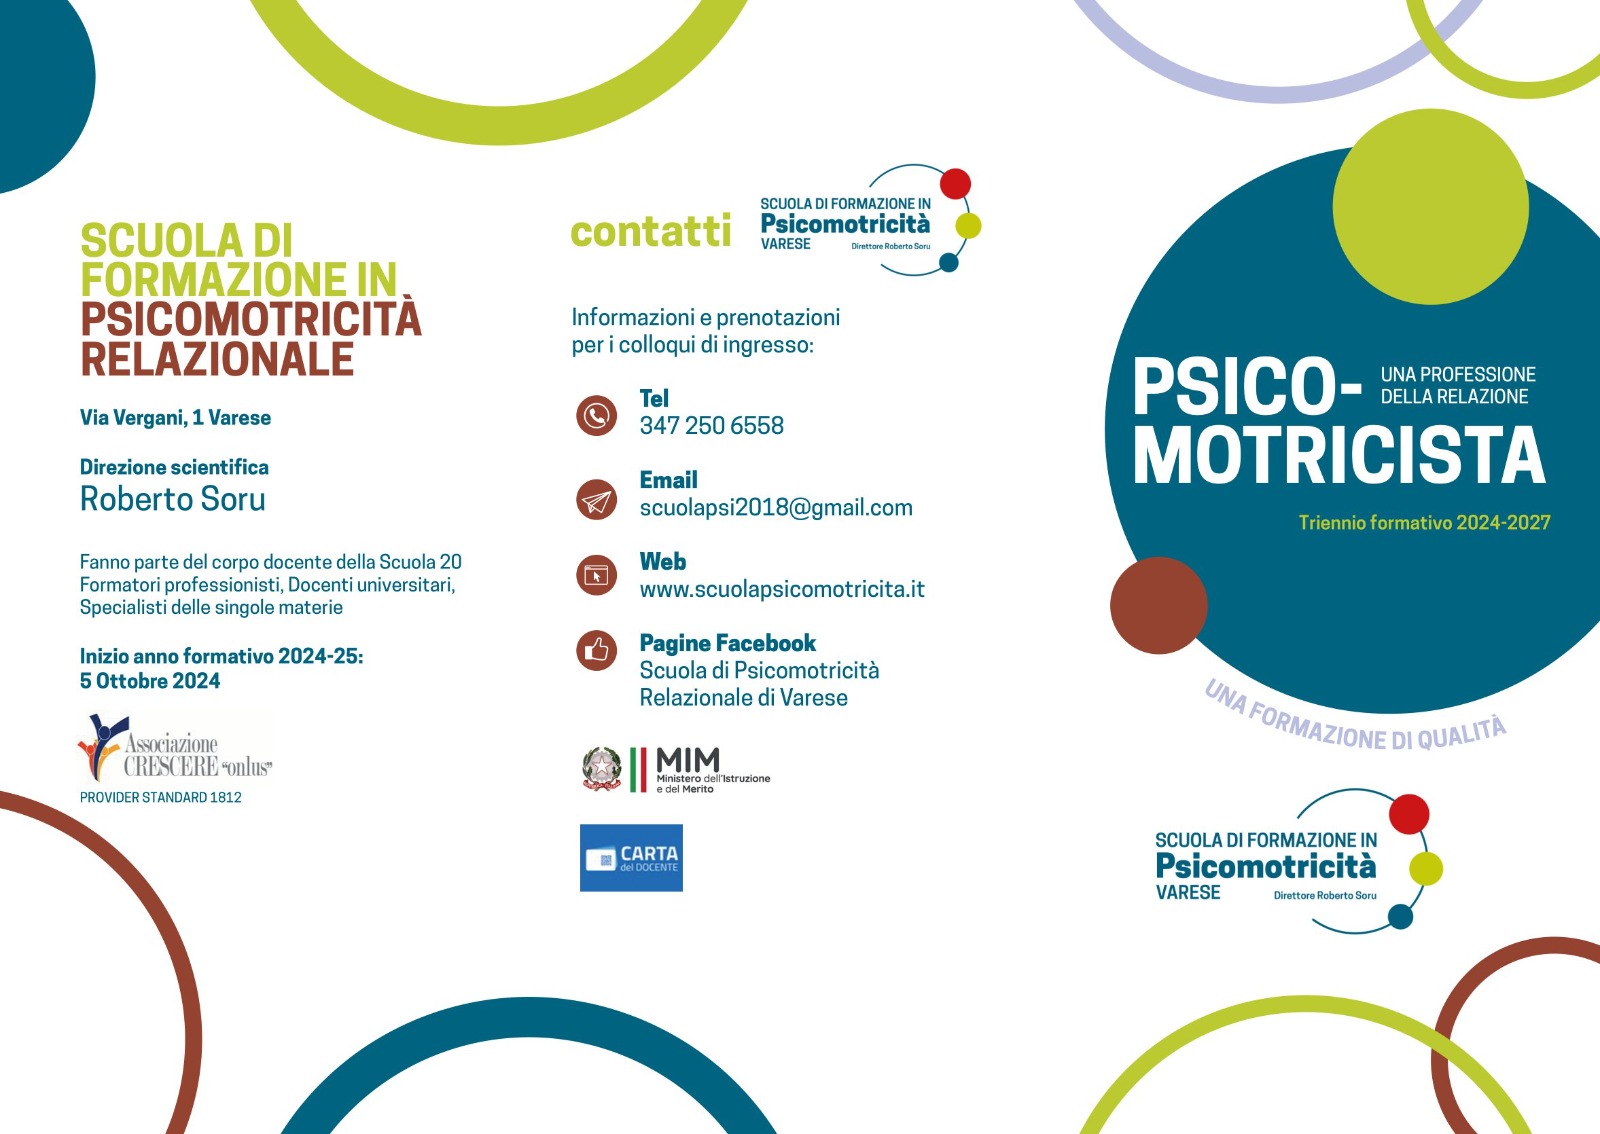 SCUOLA DI
FORMAZIONE IN
PSICOMOTRICITÀ
RELAZIONALE
Via Vergani, 1 Varese
Direzione scientifica
Roberto Soru
Fanno parte del corpo docente della Scuola 20
Formatori professionisti, Docenti universitari,
Specialisti delle singole materie
Inizio anno formativo 2024-25:
5 Ottobre 2024
Associazione
CRESCERE “onlus”
PROVIDER STANDARD 1812
contatti
SCUOLA DI FORMAZIONE IN
Psicomotricità
VARESE
Direttore Roberto Soru
Informazioni e prenotazioni
per i colloqui di ingresso:
Tel
347 250 6558
Email
scuolapsi2018@gmail.com
Web
www.scuolapsicomotricita.it
Pagine Facebook
Scuola di Psicomotricità
Relazionale di Varese
MIM
Ministero dell'Istruzione
e del Merito
CARTA
del DOCENTE
PSICO-
UNA PROFESSIONE
DELLA RELAZIONE
MOTRICISTA
Triennio formativo 2024-2027
UNA FORMAZIONE DI QUALITÀ
SCUOLA DI FORMAZIONE IN
Psicomotricità
VARESE
Direttore Roberto Soru